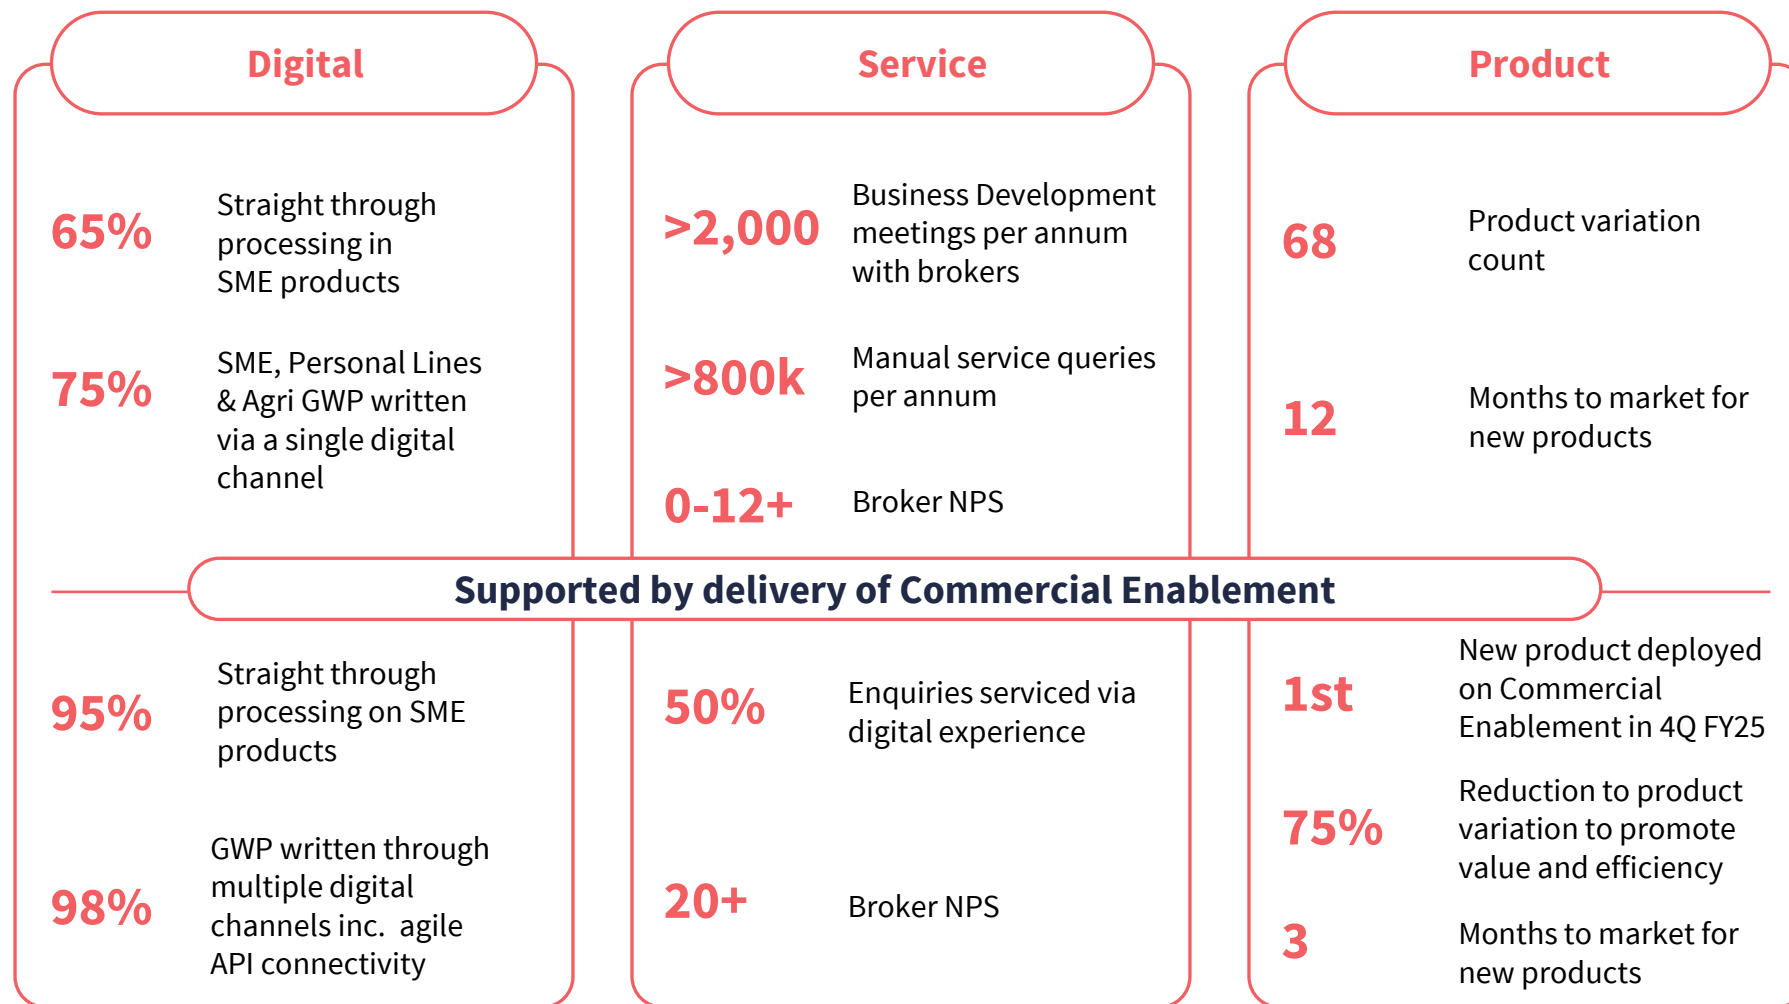 Digital
65%
Straight through
processing in
SME products
75%
SME, Personal Lines
& Agri GWP written
via a single digital
channel
Service
>2,000
Business Development
meetings per annum
with brokers
>800k
Manual service queries
per annum
0-12+
Broker NPS
Product
68
Product variation
count
12
Months to market for
new products
Supported by delivery of Commercial Enablement
95%
Straight through
processing on SME
products
98%
GWP written through
multiple digital
channels inc. agile
API connectivity
50%
Enquiries serviced via
digital experience
20+
Broker NPS
1st
New product deployed
on Commercial
Enablement in 4Q FY25
75%
Reduction to product
variation to promote
value and efficiency
3
Months to market for
new products